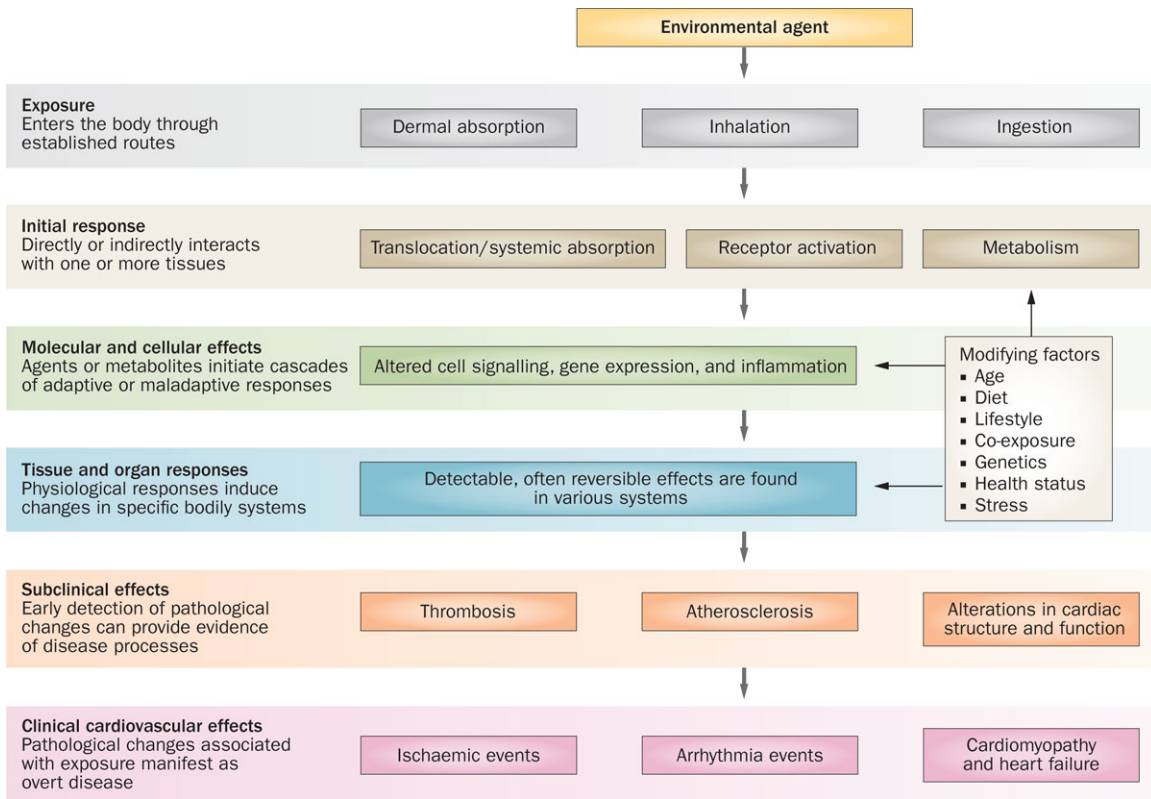 Environmental agent
Exposure
Enters the body through
established routes
Dermal absorption
Inhalation
Ingestion
Initial response
Directly or indirectly interacts
with one or more tissues
Translocation/systemic absorption
Receptor activation
Metabolism
Molecular and cellular effects
Agents or metabolites initiate cascades
of adaptive or maladaptive responses
Altered cell signalling, gene expression, and inflammation
Modifying factors
▪ Age
▪ Diet
▪ Lifestyle
▪ Co-exposure
▪ Genetics
▪ Health status
▪ Stress
Tissue and organ responses
Physiological responses induce
changes in specific bodily systems
Detectable, often reversible effects are found
in various systems
Subclinical effects
Early detection of pathological
changes can provide evidence
of disease processes
Thrombosis
Atherosclerosis
Alterations in cardiac
structure and function
Clinical cardiovascular effects
Pathological changes associated
with exposure manifest as
overt disease
Ischaemic events
Arrhythmia events
Cardiomyopathy
and heart failure